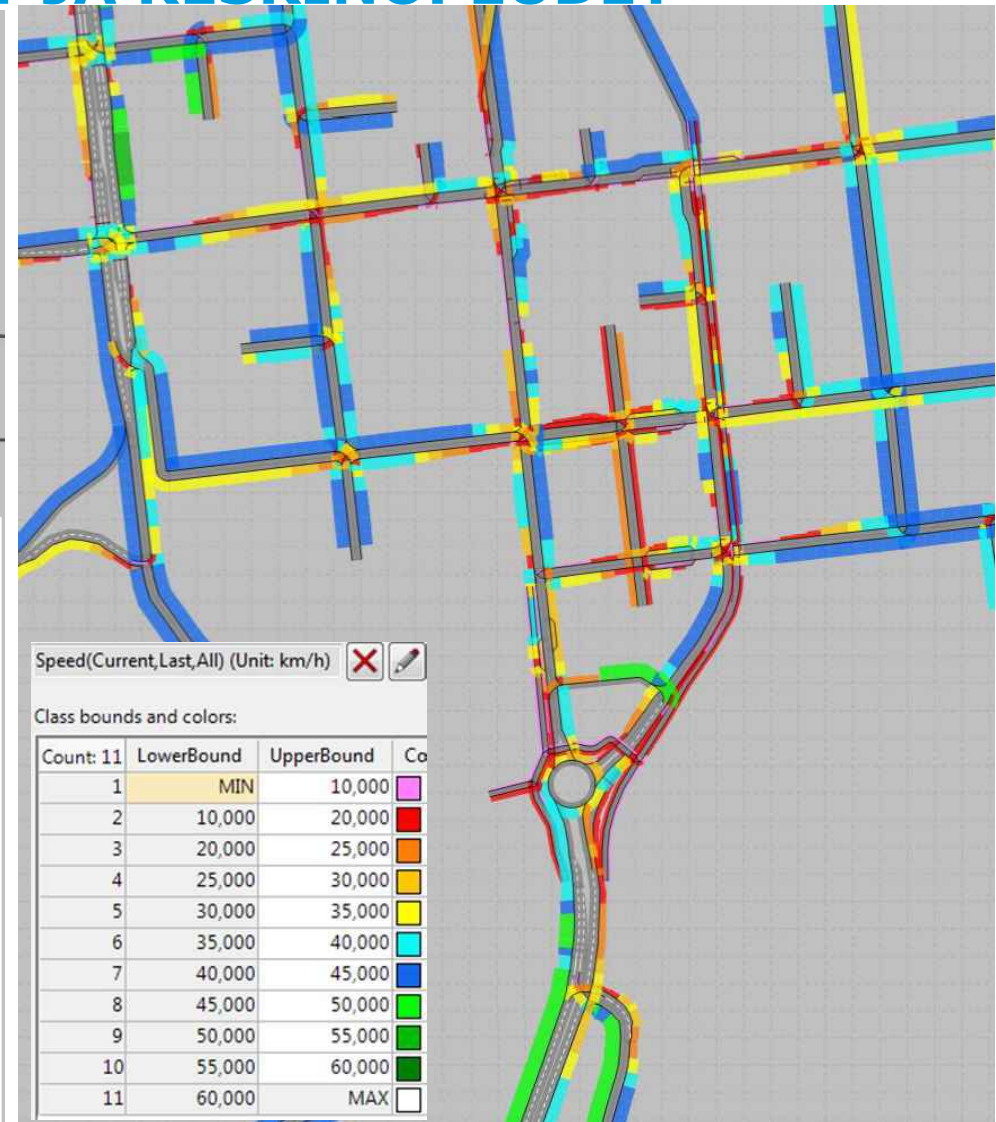 JA KESKINOPEUDET
Speed(Current,Last,All) (Unit: km/h)
Class bounds and colors:
Count: 11 LowerBound UpperBound Co
1 MIN 10,000
2 10,000 20,000
3 20,000 25,000
4 25,000 30,000
5 30,000 35,000
6 35,000 40,000
7 40,000 45,000
8 45,000 50,000
9 50,000 55,000
10 55,000 60,000
11 60,000 MAX